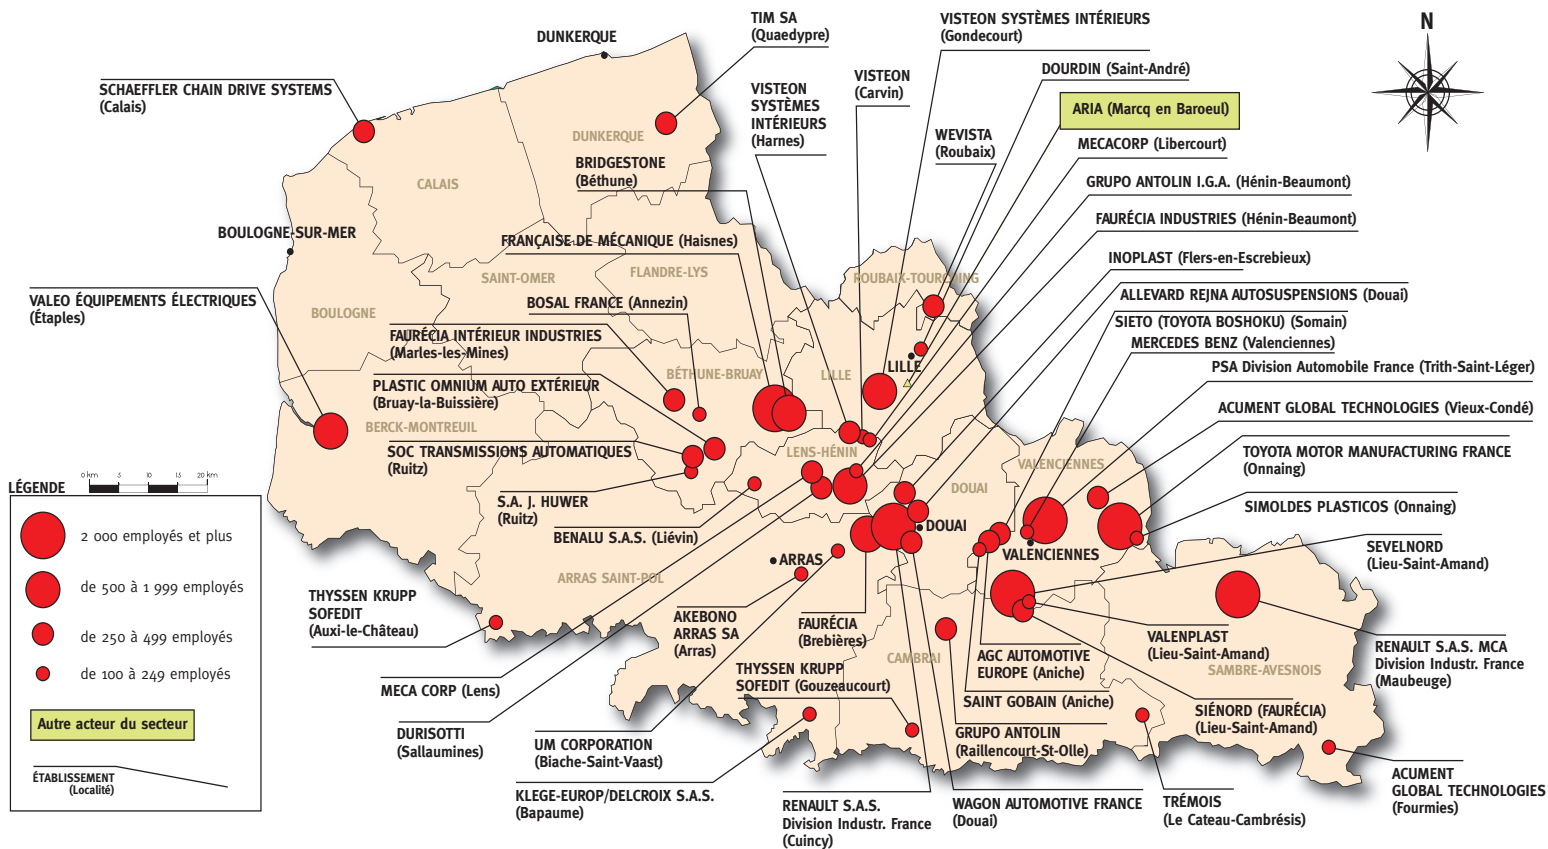 TIM SA
(Quaedypre)
VISTEON SYSTÈMES INTÉRIEURS
(Gondecourt)
N
DUNKERQUE
DOURDIN (Saint-André)
SCHAEFFLER CHAIN DRIVE SYSTEMS
(Calais)
VISTEON
SYSTÈMES
INTÉRIEURS
(Harnes)
VISTEON
(Carvin)
ARIA (Marcq en Baroeul)
WEVISTA
(Roubaix)
MECACORP (Libercourt)
DUNKERQUE
BRIDGESTONE
(Béthune)
CALAIS
GRUPO ANTOLIN I.G.A. (Hénin-Beaumont)
FAURÉCIA INDUSTRIES (Hénin-Beaumont)
BOULOGNE-SUR-MER
FRANÇAISE DE MÉCANIQUE (Haisnes)
INOPLAST (Flers-en-Escrebieux)
SAINT-OMER
FLANDRE-LYS
ROUBAIX-TOURCOING
VALEO ÉQUIPEMENTS ÉLECTRIQUES
(Étaples)
BOSAL FRANCE (Annezin)
ALLEVARD REJNA AUTOSUSPENSIONS (Douai)
BOULOGNE
SIETO (TOYOTA BOSHOKU) (Somain)
FAURÉCIA INTÉRIEUR INDUSTRIES
(Marles-les-Mines)
MERCEDES BENZ (Valenciennes)
LILLE
PSA Division Automobile France (Trith-Saint-Léger)
BÉTHUNE-BRUAY
LILLE
PLASTIC OMNIUM AUTO EXTÉRIEUR
(Bruay-la-Buissière)
ACUMENT GLOBAL TECHNOLOGIES (Vieux-Condé)
BERCK-MONTREUIL
SOC TRANSMISSIONS AUTOMATIQUES
(Ruitz)
LENS-HÉNIN
VALENCIENNES
TOYOTA MOTOR MANUFACTURING FRANCE
(Onnaing)
0 km 5 10 15 20 km
LÉGENDE
S.A. J. HUWER
(Ruitz)
DOUAI
SIMOLDES PLASTICOS (Onnaing)
2 000 employés et plus
BENALU S.A.S. (Liévin)
DOUAI
VALENCIENNES
SEVELNORD
(Lieu-Saint-Amand)
ARRAS
ARRAS SAINT-POL
de 500 à 1 999 employés
THYSSEN KRUPP
SOFEDIT
(Auxi-le-Château)
AKEBONO
ARRAS SA
(Arras)
FAURÉCIA
(Brebières)
de 250 à 499 employés
VALENPLAST
(Lieu-Saint-Amand)
RENAULT S.A.S. MCA
Division Industr. France
(Maubeuge)
CAMBRAI
AGC AUTOMOTIVE
EUROPE (Aniche)
SAMBRE-AVESNOIS
de 100 à 249 employés
THYSSEN KRUPP
SOFEDIT (Gouzeaucourt)
MECA CORP (Lens)
SAINT GOBAIN (Aniche)
SIÉNORD (FAURÉCIA)
(Lieu-Saint-Amand)
Autre acteur du secteur
DURISOTTI
(Sallaumines)
UM CORPORATION
(Biache-Saint-Vaast)
GRUPO ANTOLIN
(Raillencourt-St-Olle)
ÉTABLISSEMENT
(Localité)
KLEGE-EUROP/DELCROIX S.A.S.
(Bapaume)
RENAULT S.A.S.
Division Industr. France
(Cuincy)
WAGON AUTOMOTIVE FRANCE
(Douai)
TRÉMOIS
(Le Cateau-Cambrésis)
ACUMENT
GLOBAL TECHNOLOGIES
(Fourmies)